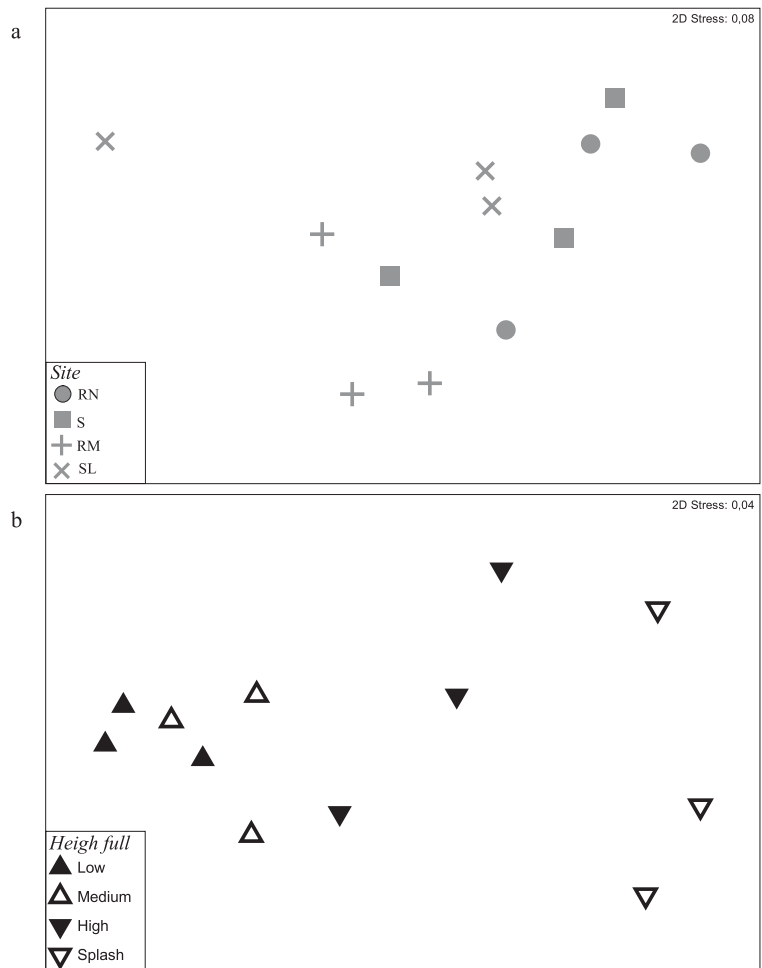 a
2D Stress: 0,08
Site
RN
S
RM
SL
b
2D Stress: 0,04
Heigh full
Low
Medium
High
Splash